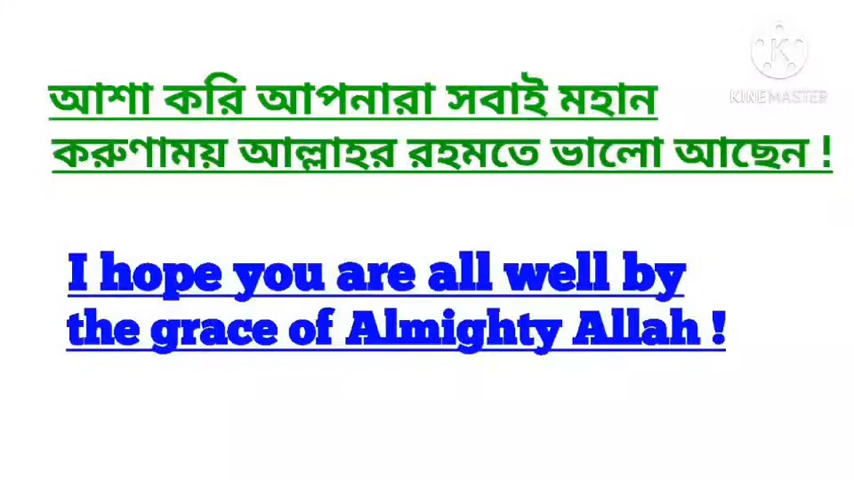 KINEMASTER
আশা করি আপনারা সবাই মহান
করুণাময় আল্লাহর রহমতে ভালো আছেন !
I hope you are all well by
the grace of Almighty Allah !